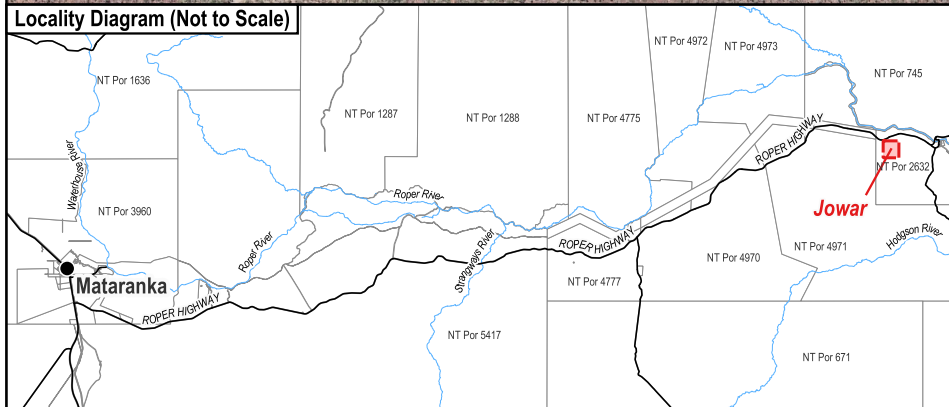 Locality Diagram (Not to Scale)
NT Por 4972
NT Por 4973
NT Por 745
NT Por 1636
NT Por 1287
NT Por 1288
NT Por 4775
ROPER HIGHWAY
NT Por 2632
Waterhouse River
Roper River
Jowar
NT Por 3960
Roper River
Strangways River
ROPER HIGHWAY
NT Por 4971
Hodgson River
NT Por 4970
Mataranka
NT Por 4777
ROPER HIGHWAY
NT Por 5417
NT Por 671